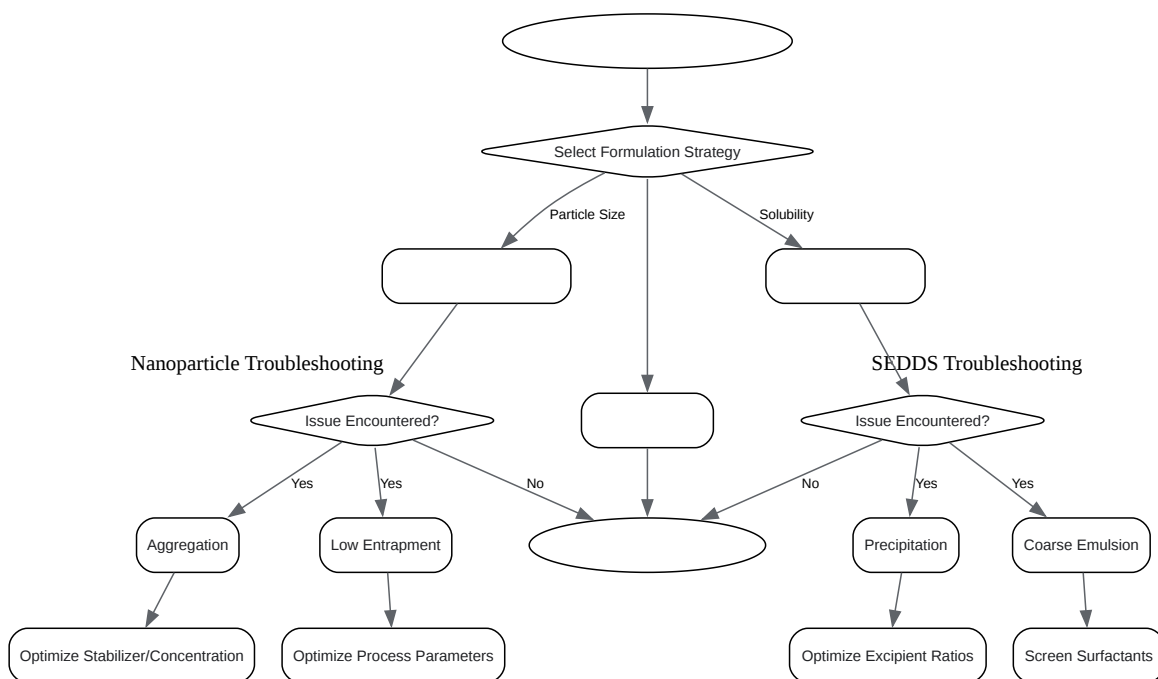 Select Formulation Strategy
Particle Size
Solubility
Nanoparticle Troubleshooting
SEDDS Troubleshooting
Issue Encountered?
Issue Encountered?
Yes
Yes
No
No
Yes
Yes
Aggregation
Low Entrapment
Precipitation
Coarse Emulsion
Optimize Stabilizer/Concentration
Optimize Process Parameters
Optimize Excipient Ratios
Screen Surfactants